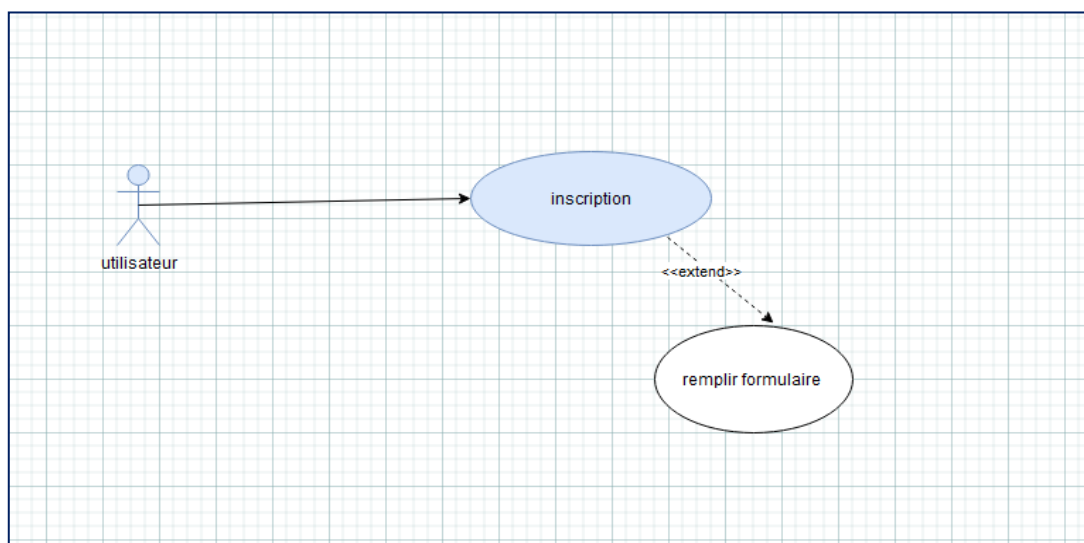 inscription
utilisateur
<<extend>>
remplir formulaire